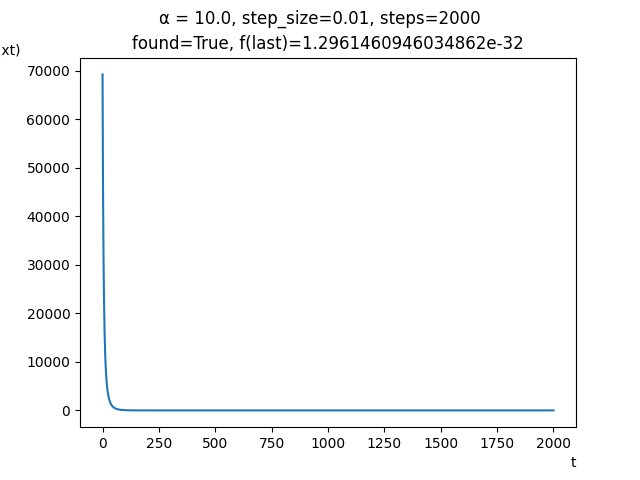 α = 10.0, step_size=0.01, steps=2000
found=True, f(last)=1.2961460946034862e-32
xt)
70000
60000
50000
40000
30000
20000
10000
0
0 250 500 750 1000 1250 1500 1750 2000
t